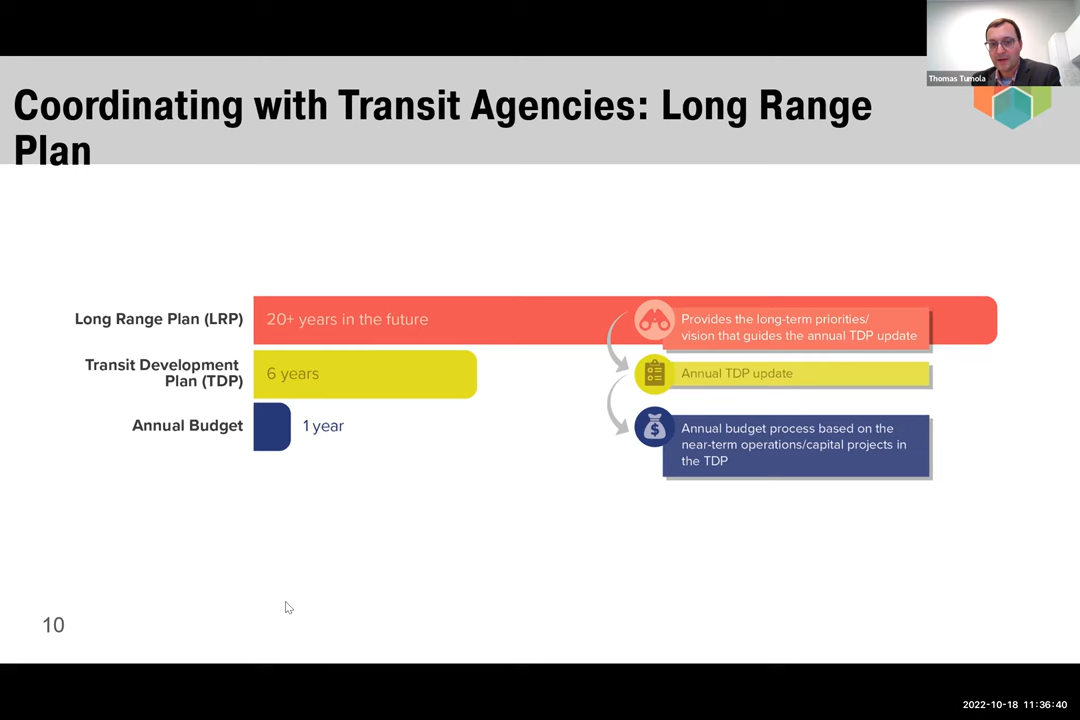 Thomas Tumola
Coordinating with Transit Agencies: Long Range
Plan
Long Range Plan (LRP)
20+ years in the future
Provides the long-term priorities/
vision that guides the annual TDP update
Transit Development
Plan (TDP)
6 years
Annual TDP update
Annual Budget
1 year
Annual budget process based on the
near-term operations/capital projects in
the TDP
$
10
2022-10-18 11:36:40